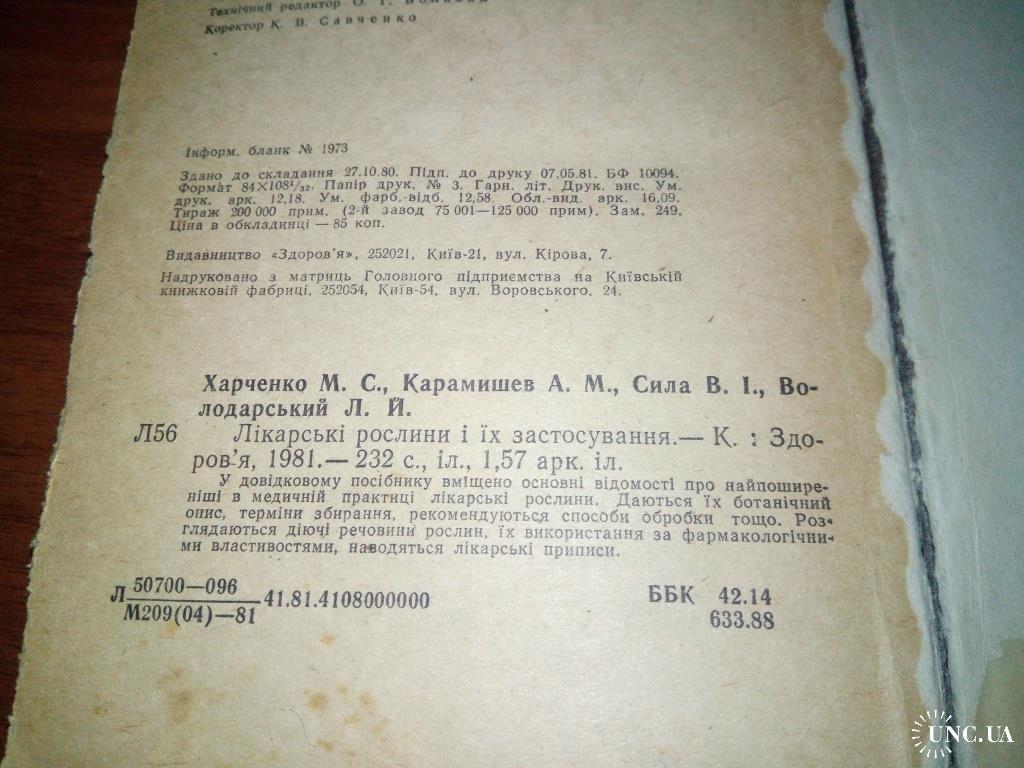 Технічний редактор О. Г.
Коректор К. В. Савченко
Інформ. бланк № 1973
Здано до складання 27.10.80. Підп. до друку 07.05.81. БФ 10094.
Формат 84×108¹/₃₂. Папір друк. № 3. Гарн. літ. Друк. вис. Ум.
друк. арк. 12,18. Ум. фарб.-відб. 12,58. Обл.-вид. арк. 16,09.
Тираж 200 000 прим. (2-й завод 75 001—125 000 прим). Зам. 249.
Ціна в обкладинці — 85 коп.
Видавництво «Здоров'я», 252021, Київ-21, вул. Кірова, 7.
Надруковано з матриць Головного підприємства на Київській
книжковій фабриці, 252054, Київ-54, вул. Воровського, 24.
Харченко М. С., Карамишев А. М., Сила В. І., Во-
лодарський Л. Й.
Л56 Лікарські рослини і їх застосування.— К. : Здо-
ров'я, 1981.— 232 с., іл., 1,57 арк. іл.
У довідковому посібнику вміщено основні відомості про найпошире-
ніші в медичній практиці лікарські рослини. Даються їх ботанічний
опис, терміни збирання, рекомендуються способи обробки тощо. Роз-
глядаються діючі речовини рослин, їх використання за фармакологічни-
ми властивостями, наводяться лікарські приписи.
Л 50700—096
М209(04)—81 41.81.4108000000
ББК 42.14
633.88
UNC.UA